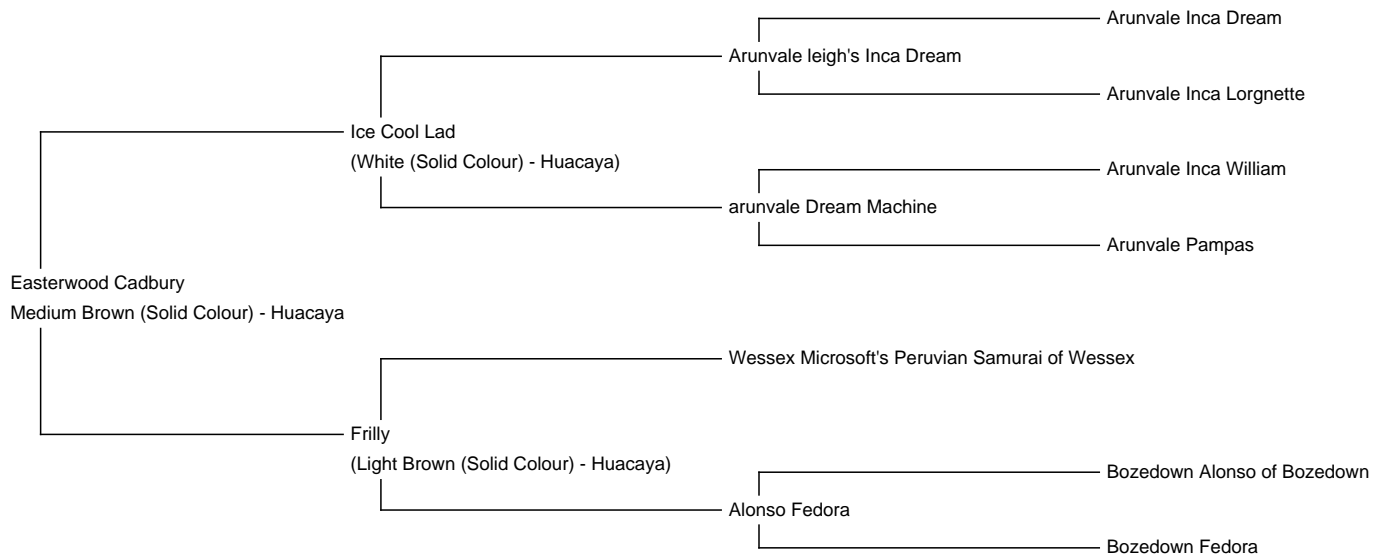 Arunvale Inca Dream
Arunvale leigh's Inca Dream
Arunvale Inca Lorgnette
Ice Cool Lad
(White (Solid Colour) - Huacaya)
Arunvale Inca William
arunvale Dream Machine
Arunvale Pampas
Easterwood Cadbury
Medium Brown (Solid Colour) - Huacaya
Wessex Microsoft's Peruvian Samurai of Wessex
Frilly
(Light Brown (Solid Colour) - Huacaya)
Bozedown Alonso of Bozedown
Alonso Fedora
Bozedown Fedora